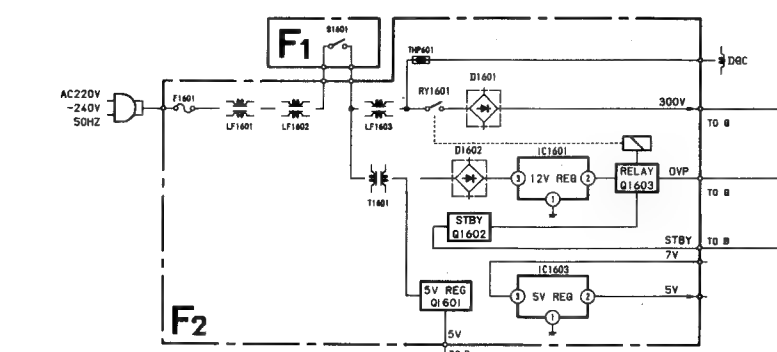 F1
S1601
THP601
DGC
AC220V
~240V
50HZ
F1601
LF1601
LF1602
LF1603
RY1601
D1601
300V
TO G
D1602
IC1601
3 12V REG 2
1
RELAY
Q1603
OVP
TO G
T1601
STBY
Q1602
STBY
7V
IC1603
5V REG
Q1601
3 5V REG 2
1
5V
F2
5V